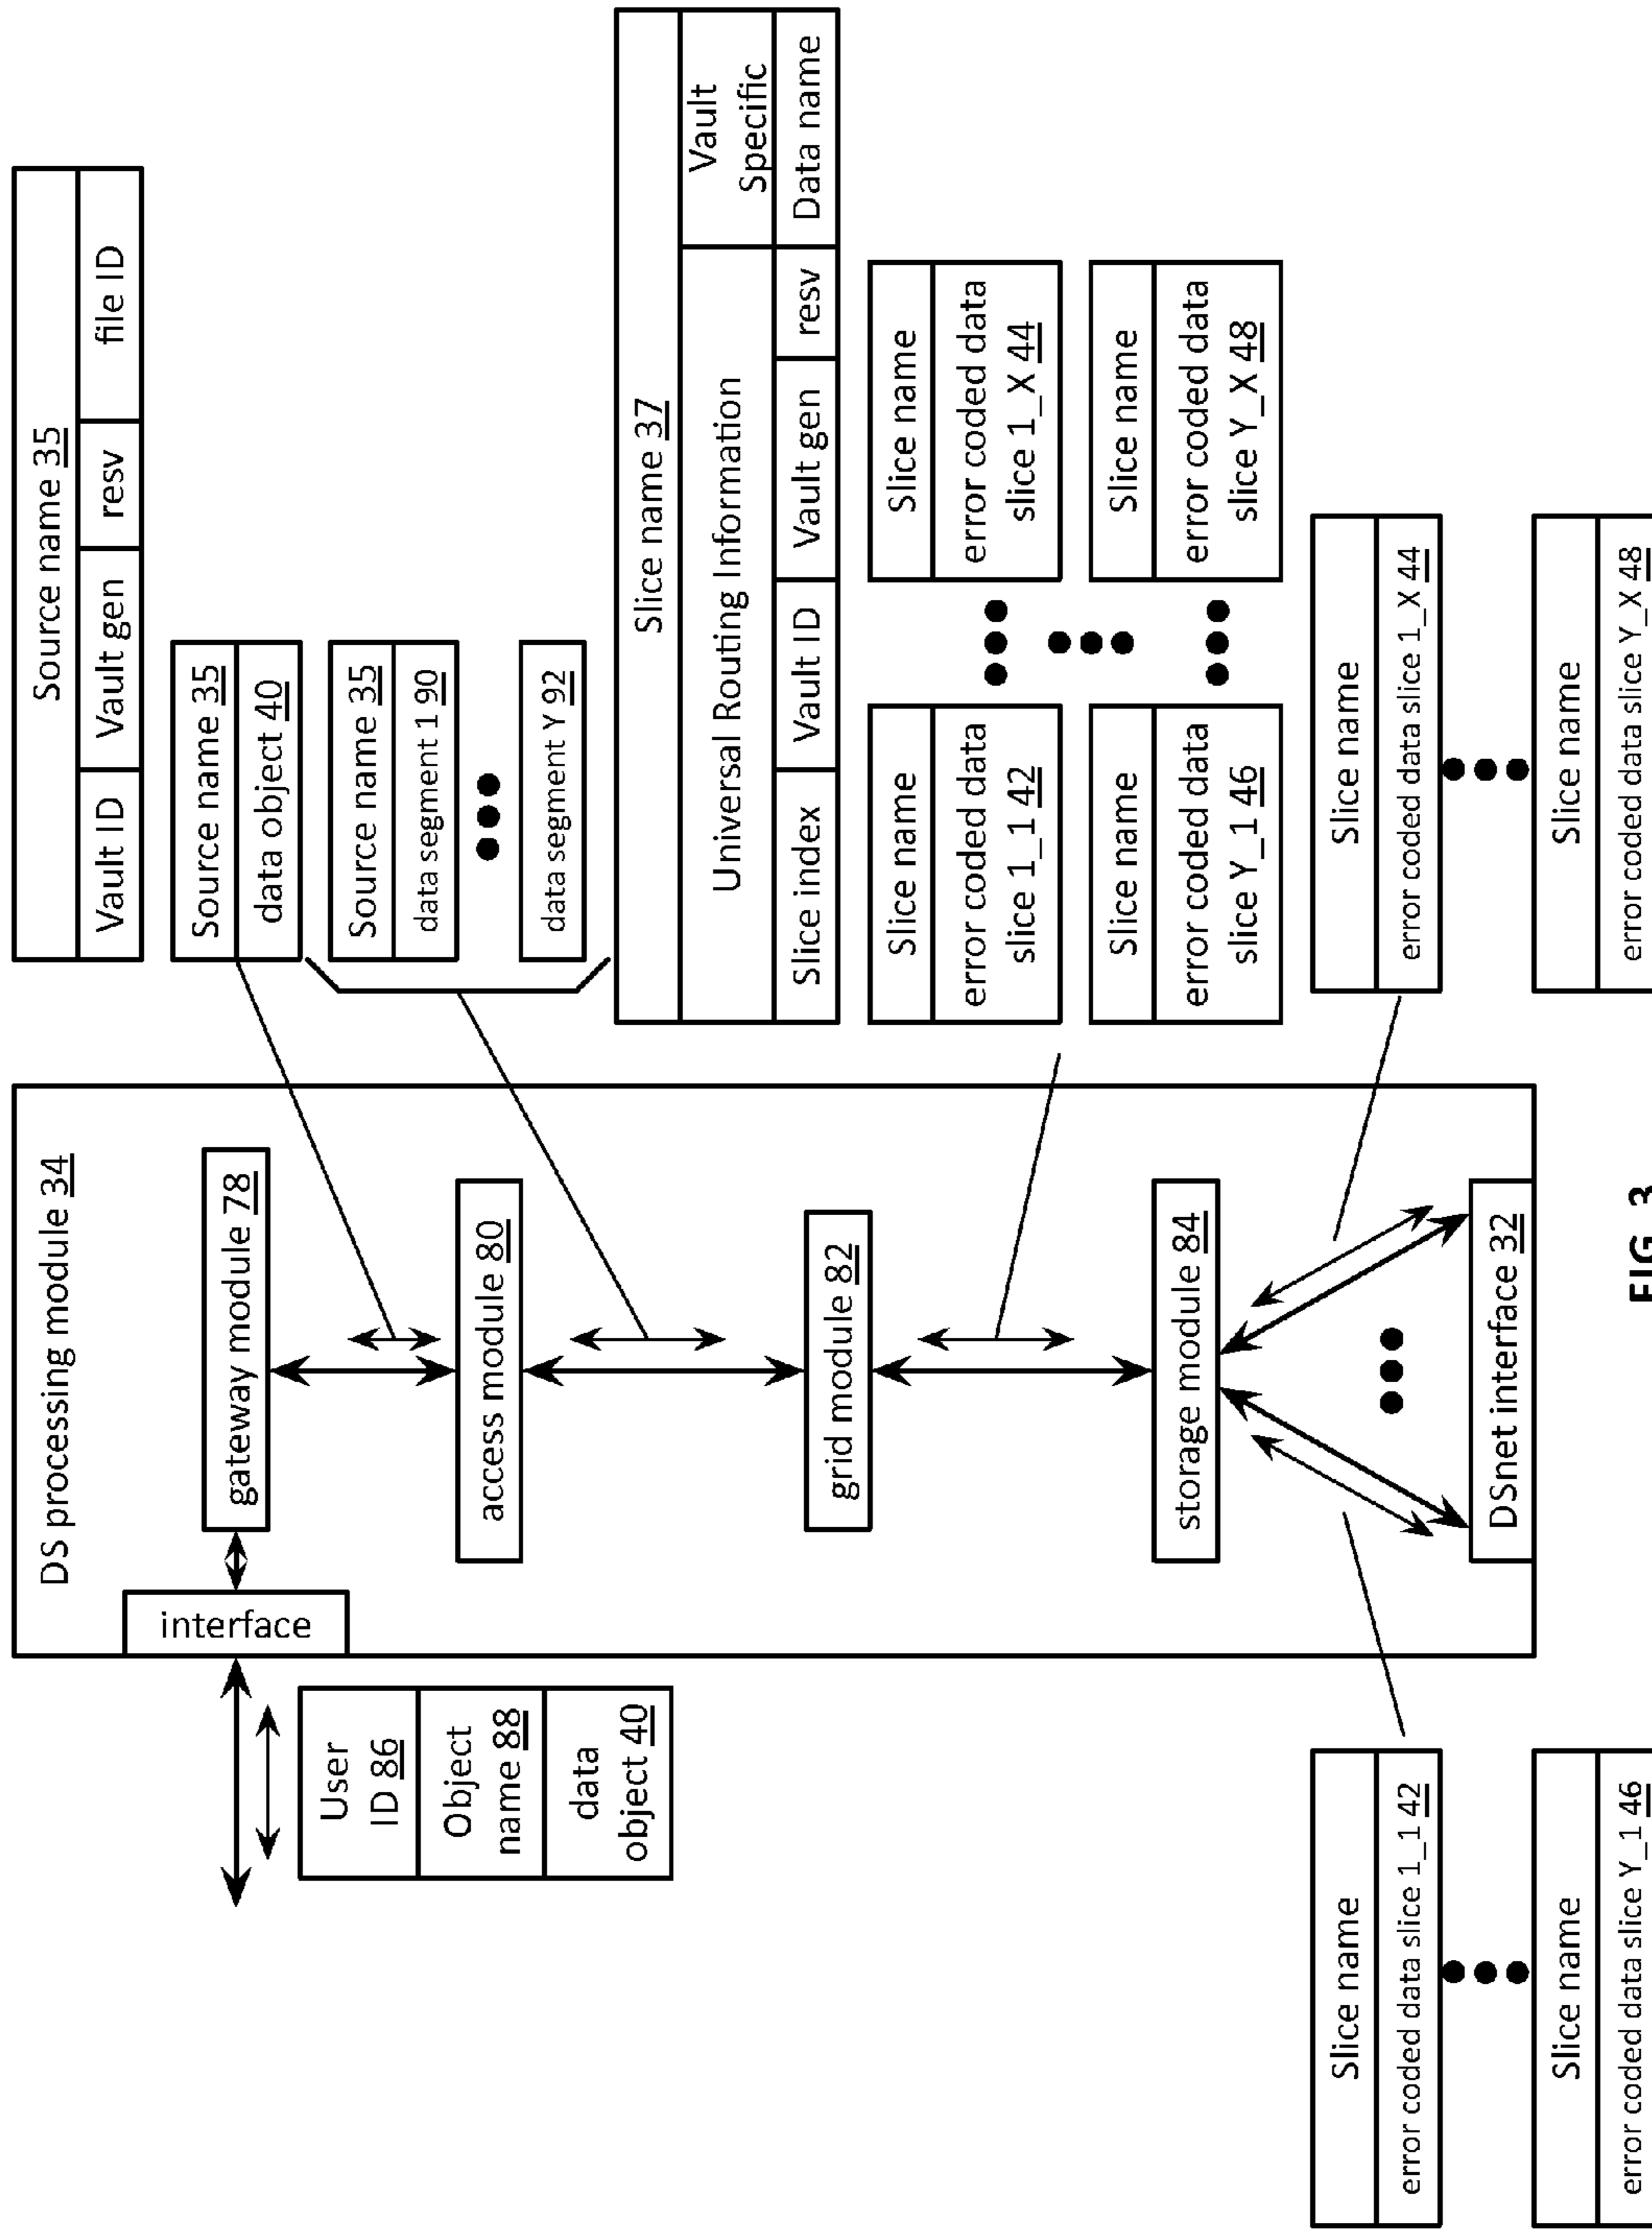 DS processing module 34
interface
gateway module 78
access module 80
grid module 82
storage module 84
DSnet interface 32
User
ID 86
Object
name 88
data
object 40
Source name 35
Vault ID
Vault gen
resv
file ID
Source name 35
data object 40
Source name 35
data segment 1 90
data segment Y 92
Slice name 37
Universal Routing Information
Vault
Specific
Slice index
Vault ID
Vault gen
resv
Data name
Slice name
error coded data
slice 1_1 42
Slice name
error coded data
slice 1_X 44
Slice name
error coded data
slice Y_1 46
Slice name
error coded data
slice Y_X 48
Slice name
error coded data slice 1_1 42
Slice name
error coded data slice Y_1 46
Slice name
error coded data slice 1_X 44
Slice name
error coded data slice Y_X 48
FIG. 3